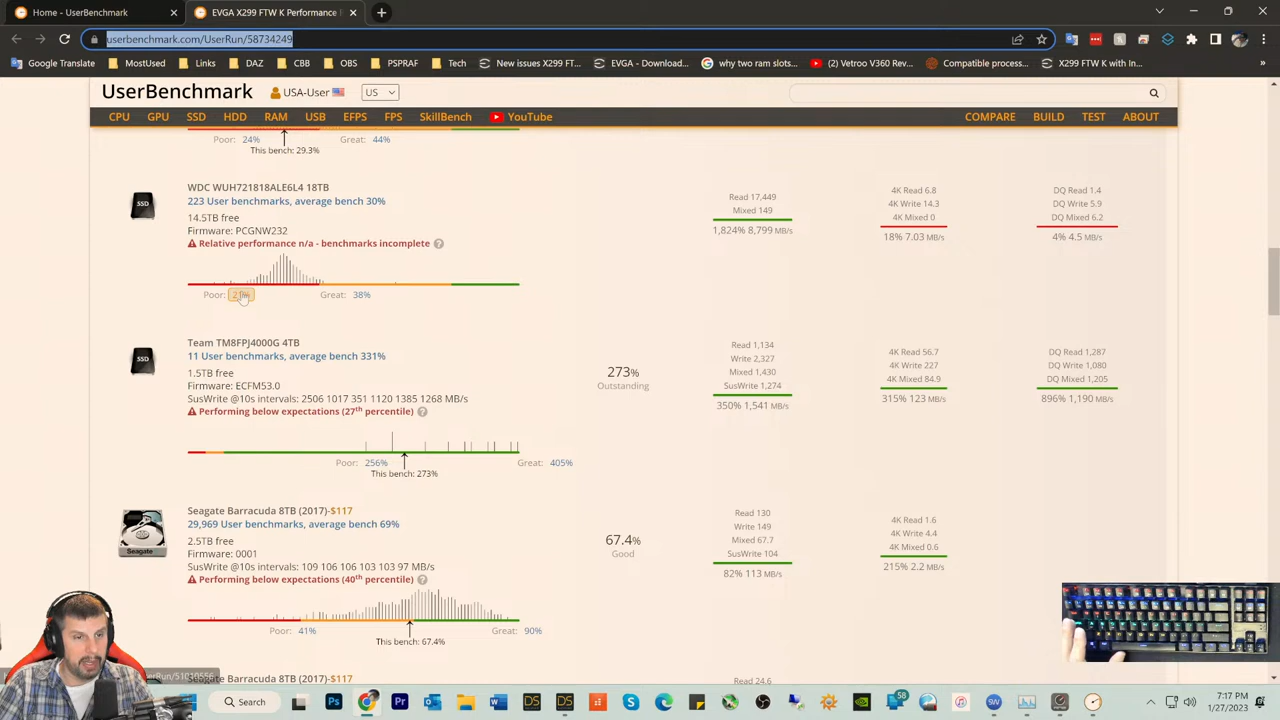 Home - UserBenchmark
EVGA X299 FTW K Performance R
userbenchmark.com/UserRun/58734249
Google Translate
MostUsed
CBB
USPSA
PSPARAF
Parag
Tech
New issues X299 FT...
EVGA - Download...
why two ram slots...
Vetroo V360 Rev...
Compatible process...
XPSTW K with In...
UserBenchmark
USA-User
US
CPU GPU SSD HDD RAM USB EFPS FPS SkillBench YouTube
COMPARE BUILD TEST ABOUT
Poor: 24% Great: 44%
This bench: 29.3%
WDC WUH721818ALE6L4 18TB
223 User benchmarks, average bench 30%
14.5TB free
Firmware: PCGNW232
Relative performance n/a - benchmarks incomplete
Poor: Great: 38%
Read 17,449
Mixed 149
1,824% 8,799 MB/s
4K Read 6.8
4K Write 14.3
4K Mixed 0
18% 7.03 MB/s
DQ Read 1.4
DQ Write 5.9
DQ Mixed 6.2
4% 4.5 MB/s
SSD
Team TM8FPJ4000G 4TB
11 User benchmarks, average bench 331%
1.5TB free
Firmware: ECFM53.0
SusWrite @10s intervals: 2506 1017 351 1120 1385 1268 MB/s
Performing below expectations (27th percentile)
Poor: 256% Great: 405%
This bench: 273%
273%
Outstanding
Read 1,134
Write 2,327
Mixed 1,430
SusWrite 1,274
350% 1,541 MB/s
4K Read 56.7
4K Write 227
4K Mixed 84.9
315% 123 MB/s
DQ Read 1,287
DQ Write 1,080
DQ Mixed 1,205
896% 1,190 MB/s
SSD
Seagate Barracuda 8TB (2017)-$117
29,969 User benchmarks, average bench 69%
2.5TB free
Firmware: 0001
SusWrite @10s intervals: 109 106 106 103 103 97 MB/s
Performing below expectations (40th percentile)
Poor: 41% Great: 90%
This bench: 67.4%
67.4%
Good
Read 130
Write 149
Mixed 67.7
SusWrite 104
82% 113 MB/s
4K Read 1.6
4K Write 4.4
4K Mixed 0.6
215% 2.2 MB/s
Seagate
Seagate Barracuda 8TB (2017)-$117
Read 24.6
Search
58
7:17 PM
1/27/2023